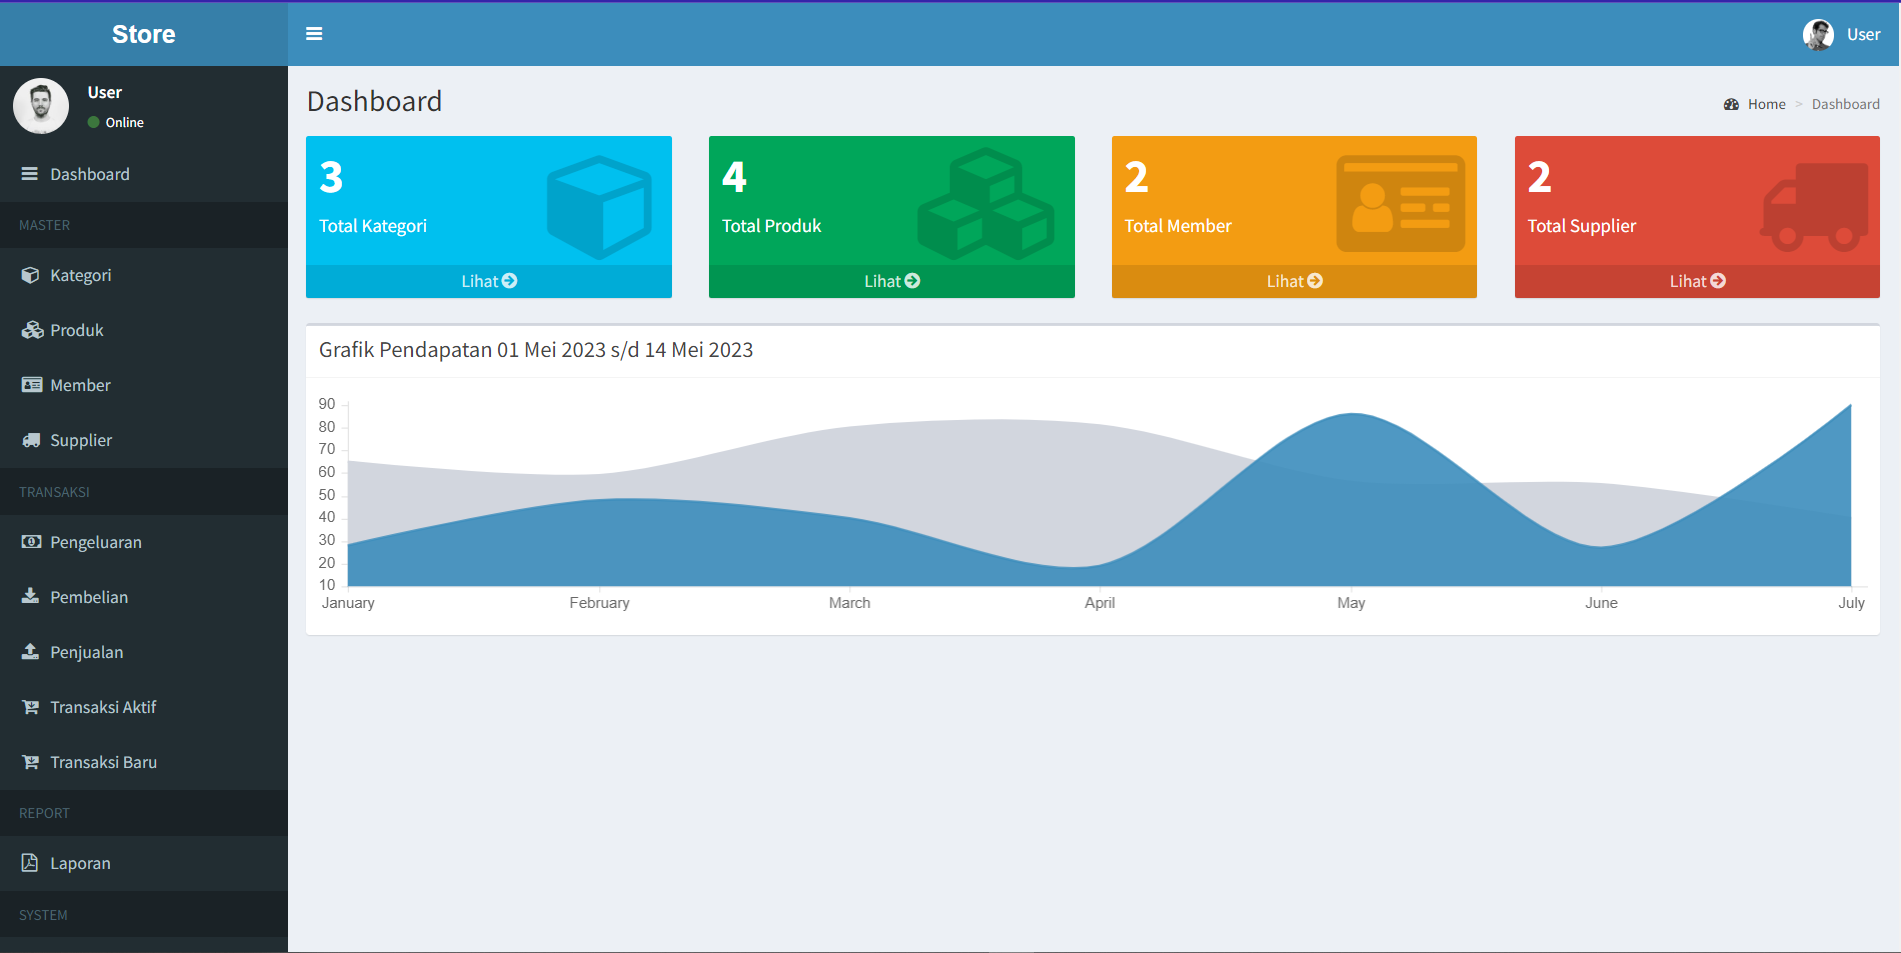 Store
User
User
Online
Dashboard
MASTER
Kategori
Produk
Member
Supplier
TRANSAKSI
Pengeluaran
Pembelian
Penjualan
Transaksi Aktif
Transaksi Baru
REPORT
Laporan
SYSTEM
Dashboard
Home > Dashboard
3
Total Kategori
Lihat
4
Total Produk
Lihat
2
Total Member
Lihat
2
Total Supplier
Lihat
Grafik Pendapatan 01 Mei 2023 s/d 14 Mei 2023
90
80
70
60
50
40
30
20
10
January February March April May June July